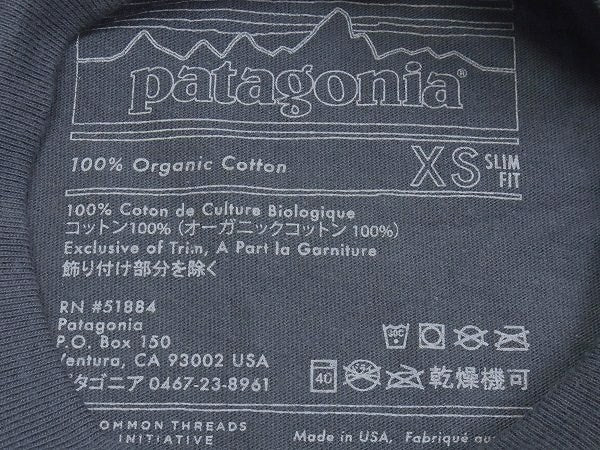 patagonia®
100% Organic Cotton
XS SLIM FIT
100% Coton de Culture Biologique
コットン100% (オーガニックコットン 100%)
Exclusive of Trim, A Part la Garniture
飾り付け部分を除く
RN #51884
Patagonia
P.O. Box 150
Ventura, CA 93002 USA
タゴニア 0467-23-8961
30C
40 乾燥機可
OMMON THREADS
INITIATIVE
Made in USA, Fabriqué au